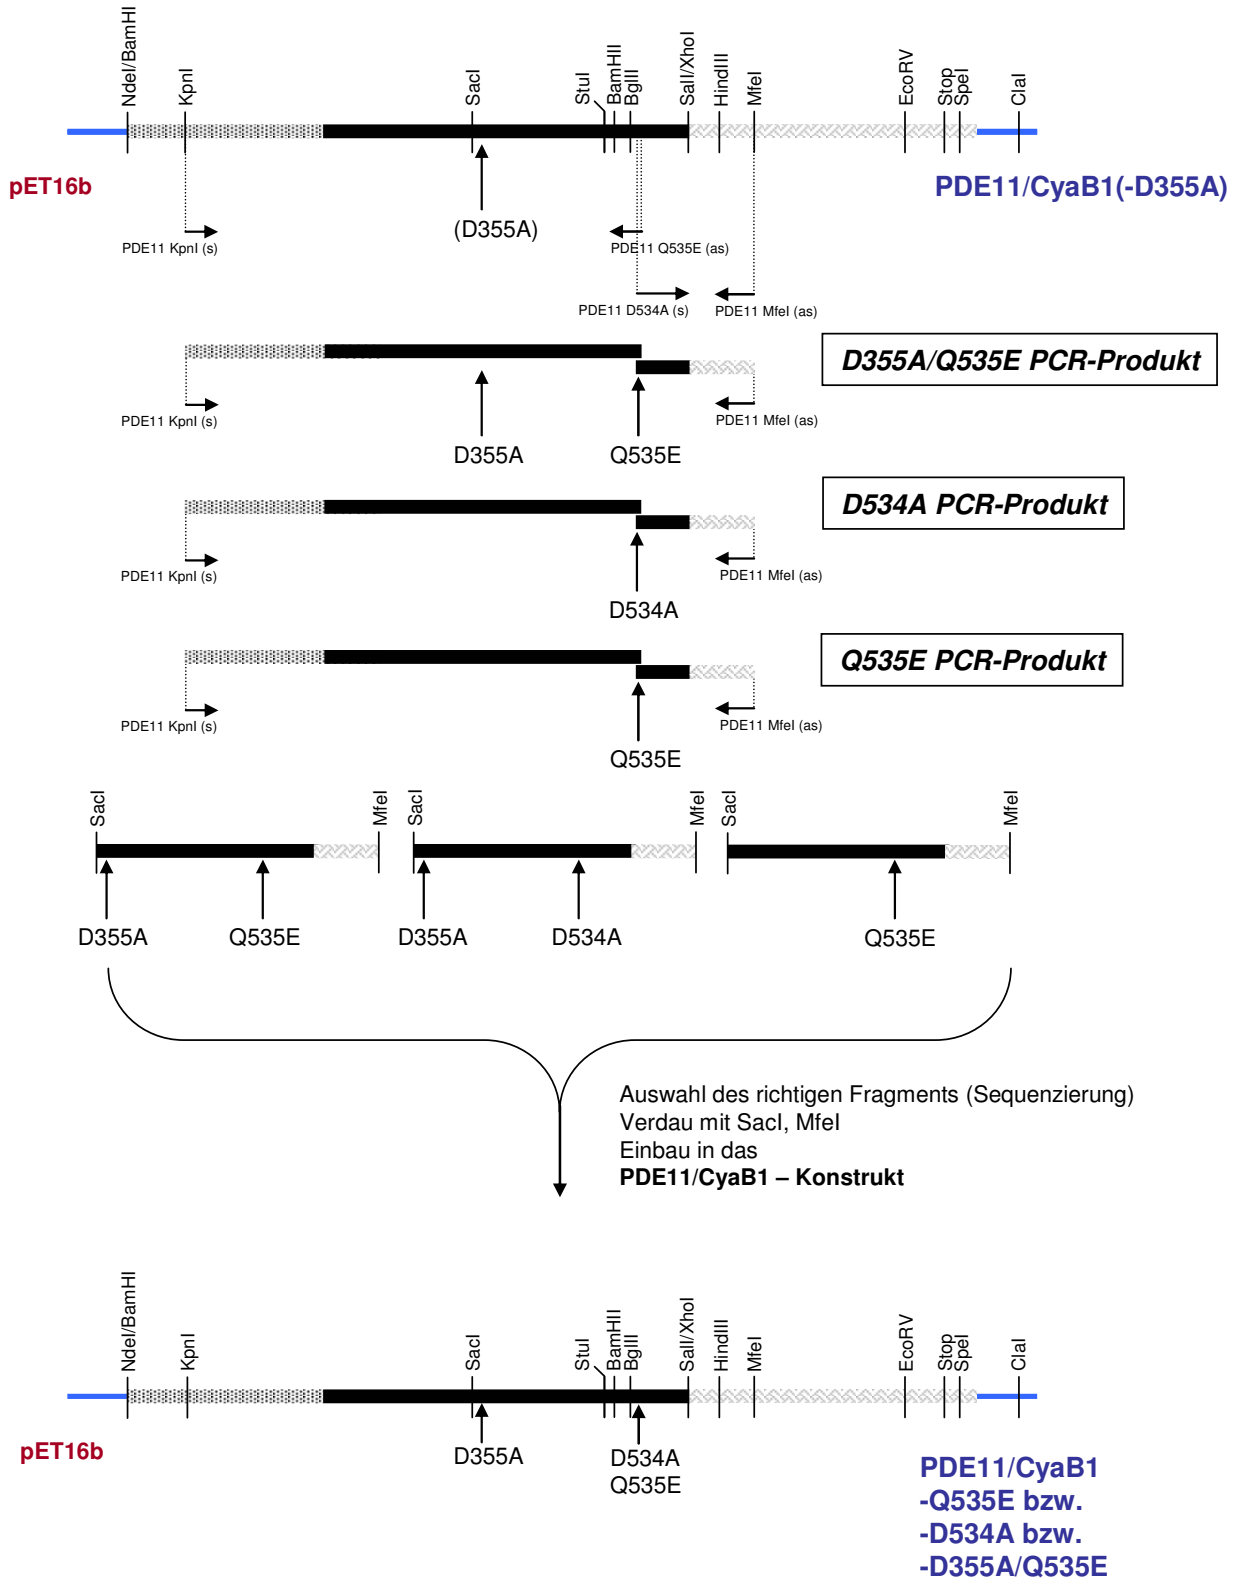 NdeI/BamHI
KpnI
SacI
StuI
BamHII
BglII
SalI/XhoI
HindIII
MfeI
EcoRV
Stop
SpeI
ClaI
pET16b
PDE11/CyaB1(-D355A)
(D355A)
PDE11 KpnI (s)
PDE11 Q535E (as)
PDE11 D534A (s)
PDE11 MfeI (as)
D355A/Q535E PCR-Produkt
PDE11 KpnI (s)
PDE11 MfeI (as)
D355A
Q535E
D534A PCR-Produkt
PDE11 KpnI (s)
PDE11 MfeI (as)
D534A
Q535E PCR-Produkt
PDE11 KpnI (s)
PDE11 MfeI (as)
Q535E
SacI
MfeI
SacI
MfeI
SacI
MfeI
D355A
Q535E
D355A
D534A
Q535E
Auswahl des richtigen Fragments (Sequenzierung)
Verdau mit SacI, MfeI
Einbau in das
PDE11/CyaB1 – Konstrukt
NdeI/BamHI
KpnI
SacI
StuI
BamHII
BglII
SalI/XhoI
HindIII
MfeI
EcoRV
Stop
SpeI
ClaI
pET16b
D355A
D534A
Q535E
PDE11/CyaB1
-Q535E bzw.
-D534A bzw.
-D355A/Q535E